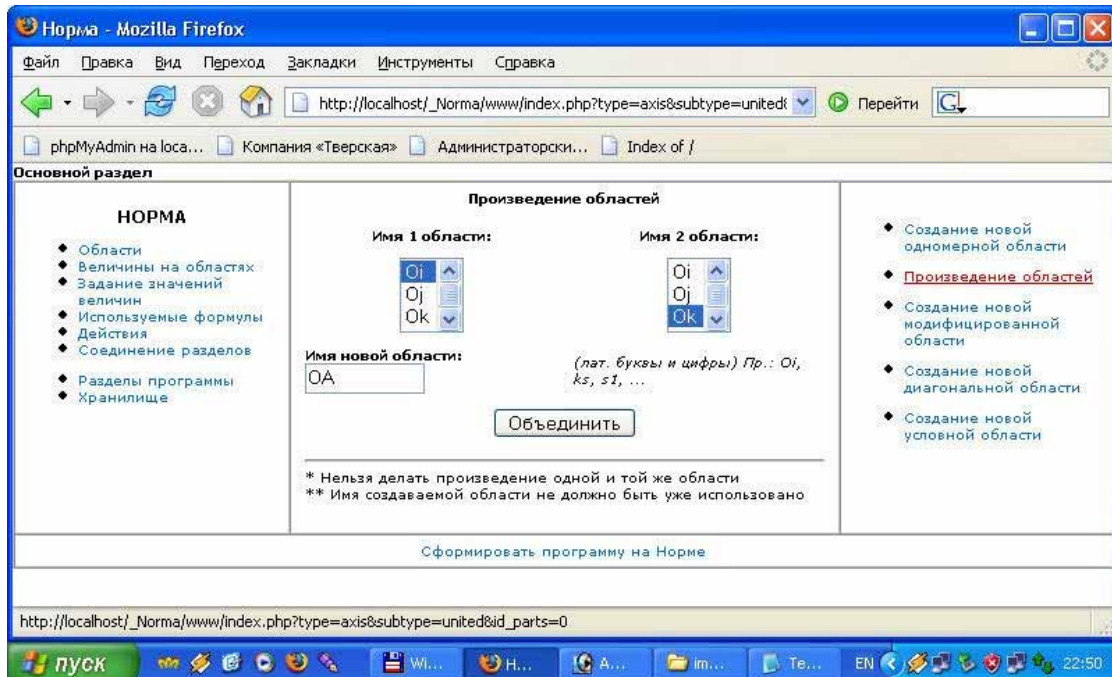 Норма - Mozilla Firefox
Файл Правка Вид Переход Закладки Инструменты Справка
http://localhost/_Norma/www/index.php?type=axis&subtype=united Перейти
phpMyAdmin на loca... Компания «Тверская» Администраторски... Index of /
Основной раздел
НОРМА
Области
Величины на областях
Задание значений
величин
Используемые формулы
Действия
Соединение разделов
Разделы программы
Хранилище
Произведение областей
Имя 1 области:
Oi
Oj
Ok
Имя 2 области:
Oi
Oj
Ok
Имя новой области:
OA
(лат. буквы и цифры) Пр.: Oi,
ks, s1, ...
Объединить
* Нельзя делать произведение одной и той же области
** Имя создаваемой области не должно быть уже использовано
Создание новой
одномерной области
Произведение областей
Создание новой
модифицированной
области
Создание новой
диагональной области
Создание новой
условной области
Сформировать программу на Норме
http://localhost/_Norma/www/index.php?type=axis&subtype=united&id_parts=0
пуск Wi... Н... A... im... Te... EN 22:50